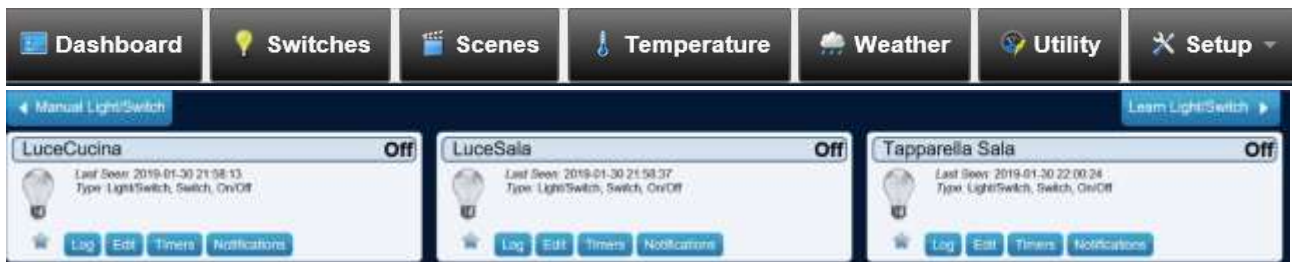 Dashboard Switches Scenes Temperature Weather Utility Setup
Manual Light/Switch Learn Light/Switch
LuceCucina Off LuceSala Off Tapparella Sala Off
Last Seen: 2019-01-30 21:58:13 Last Seen: 2019-01-30 21:58:37 Last Seen: 2019-01-30 22:00:24
Type: Light/Switch, Switch, On/Off Type: Light/Switch, Switch, On/Off Type: Light/Switch, Switch, On/Off
Log Edit Timers Notifications Log Edit Timers Notifications Log Edit Timers Notifications